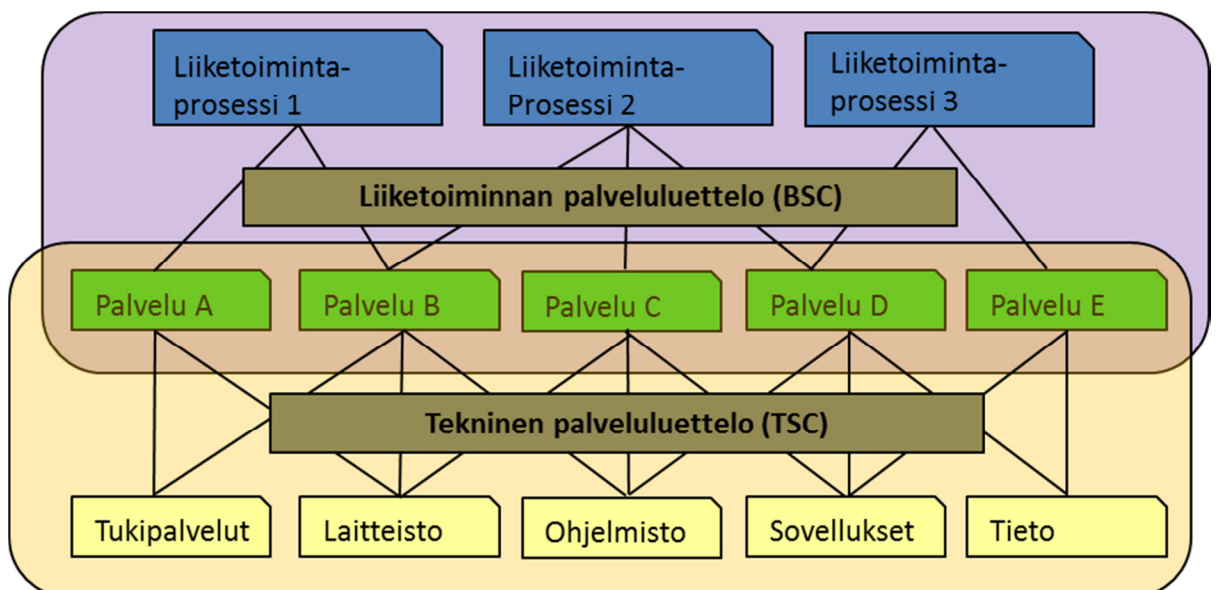 Liiketoiminta-
prosessi 1
Liiketoiminta-
Prosessi 2
Liiketoiminta-
prosessi 3
Liiketoiminnan palveluluettelo (BSC)
Palvelu A
Palvelu B
Palvelu C
Palvelu D
Palvelu E
Tekninen palveluluettelo (TSC)
Tukipalvelut
Laitteisto
Ohjelmisto
Sovellukset
Tieto